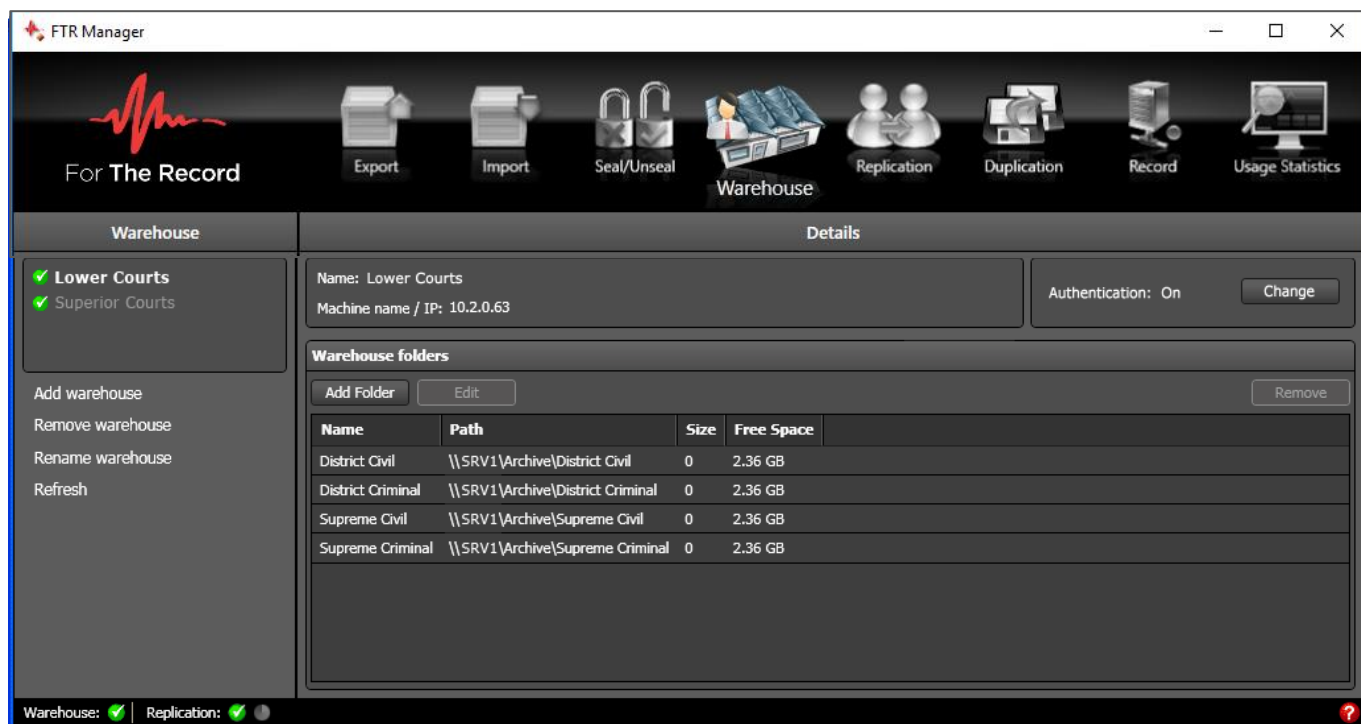 FTR Manager
For The Record
Export
Import
Seal/Unseal
Warehouse
Replication
Duplication
Record
Usage Statistics
Warehouse
Details
Lower Courts
Superior Courts
Add warehouse
Remove warehouse
Rename warehouse
Refresh
Name: Lower Courts
Machine name / IP: 10.2.0.63
Authentication: On
Change
Warehouse folders
Add Folder Edit Remove
Name Path Size Free Space
District Civil \\SRV1\Archive\District Civil 0 2.36 GB
District Criminal \\SRV1\Archive\District Criminal 0 2.36 GB
Supreme Civil \\SRV1\Archive\Supreme Civil 0 2.36 GB
Supreme Criminal \\SRV1\Archive\Supreme Criminal 0 2.36 GB
Warehouse: Replication: ?